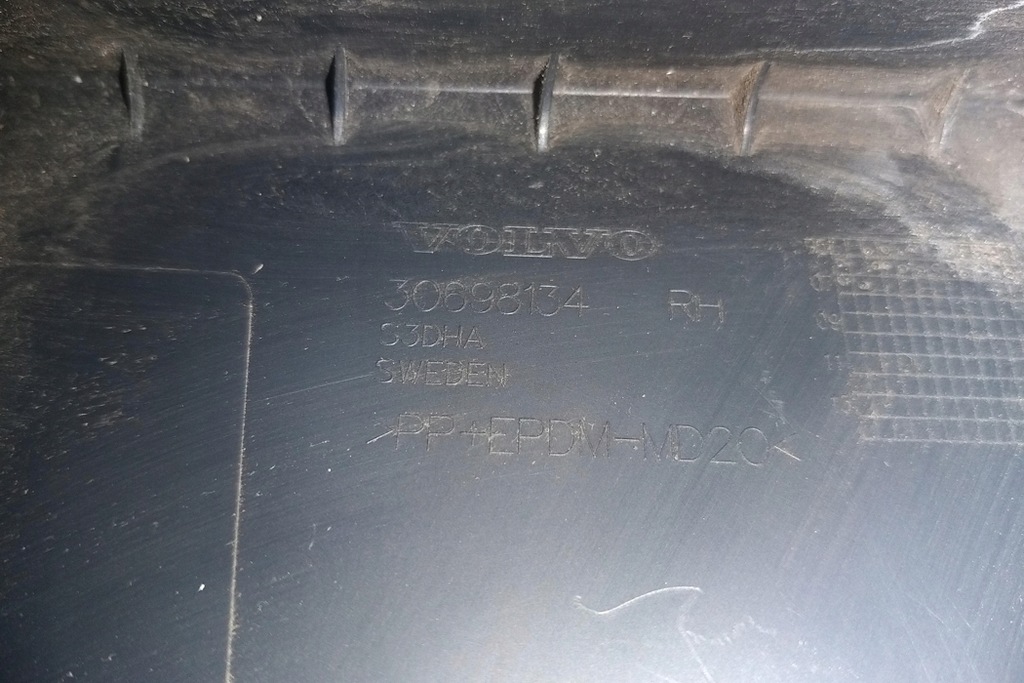 VOLVO
30698134 RH
S3DHA
SWEDEN
>PP+EPDM-MD20<